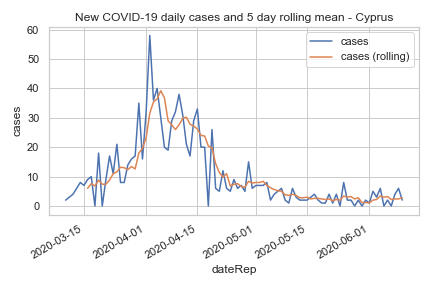 New COVID-19 daily cases and 5 day rolling mean - Cyprus
cases
cases (rolling)
60
50
40
30
20
10
0
cases
2020-03-15
2020-04-01
2020-04-15
2020-05-01
2020-05-15
2020-06-01
dateRep